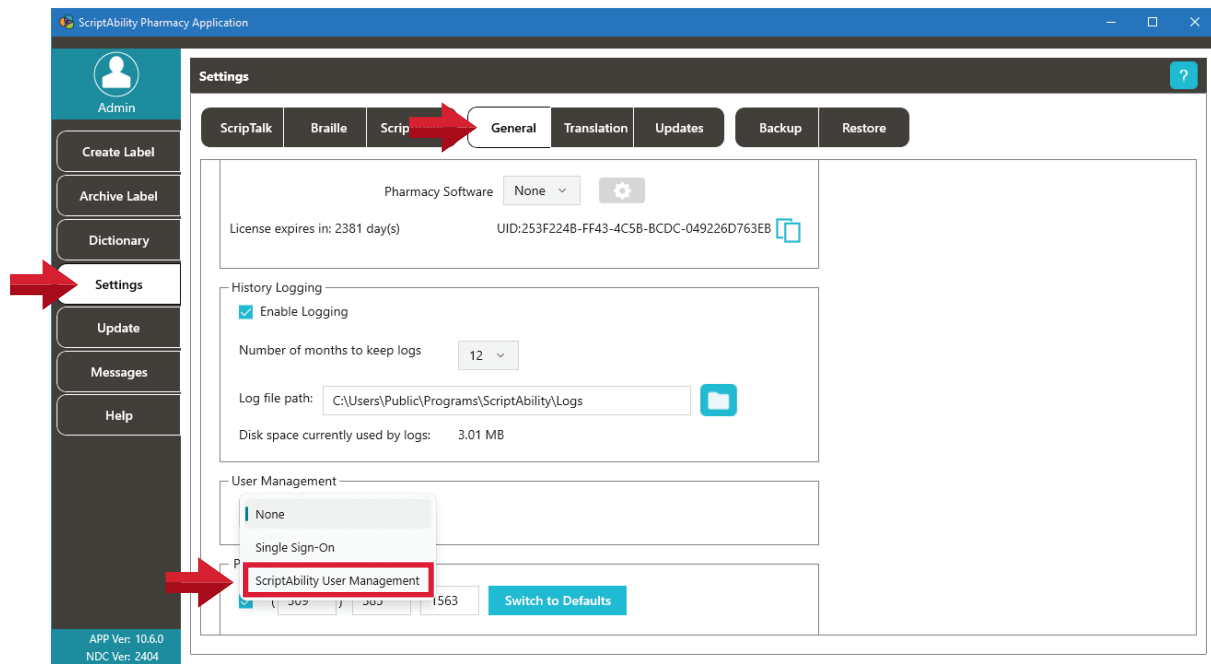 ScriptAbility Pharmacy Application
Admin
Create Label
Archive Label
Dictionary
Settings
Update
Messages
Help
APP Ver: 10.6.0
NDC Ver: 2404
Settings
?
ScripTalk Braille Scrip General Translation Updates Backup Restore
Pharmacy Software None
License expires in: 2381 day(s) UID:253F224B-FF43-4C5B-BCDC-049226D763EB
History Logging
Enable Logging
Number of months to keep logs 12
Log file path: C:\Users\Public\Programs\ScriptAbility\Logs
Disk space currently used by logs: 3.01 MB
User Management
None
Single Sign-On
P
ScriptAbility User Management
( ) 1563 Switch to Defaults